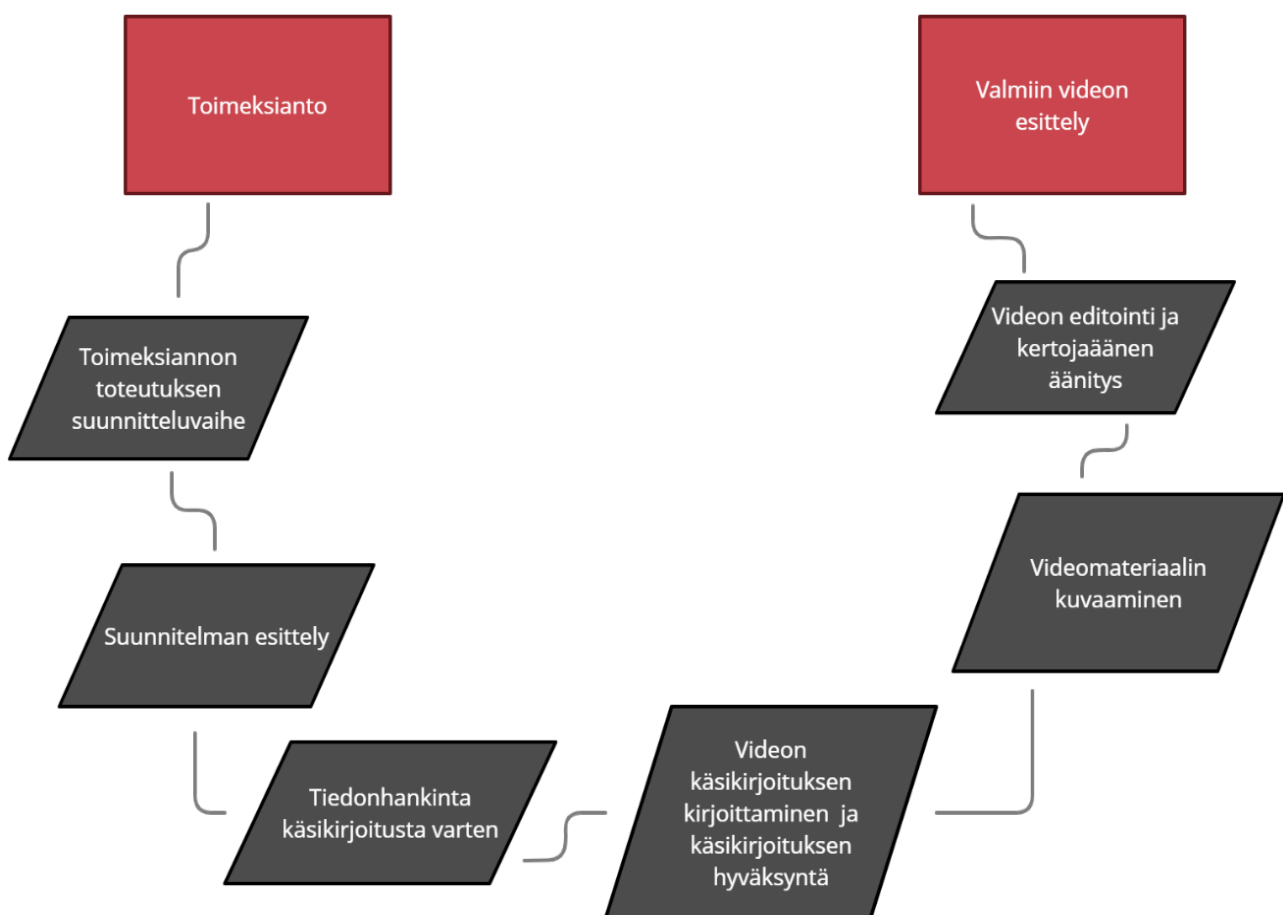 Toimeksianto
Toimeksiannon
toteutuksen
suunnitteluvaihe
Suunnitelman esittely
Tiedonhankinta
käsikirjoitusta varten
Videon
käsikirjoituksen
kirjoittaminen ja
käsikirjoituksen
hyväksyntä
Videomateriaalin
kuvaaminen
Videon editointi ja
kertojaäänen
äänitys
Valmiin videon
esittely